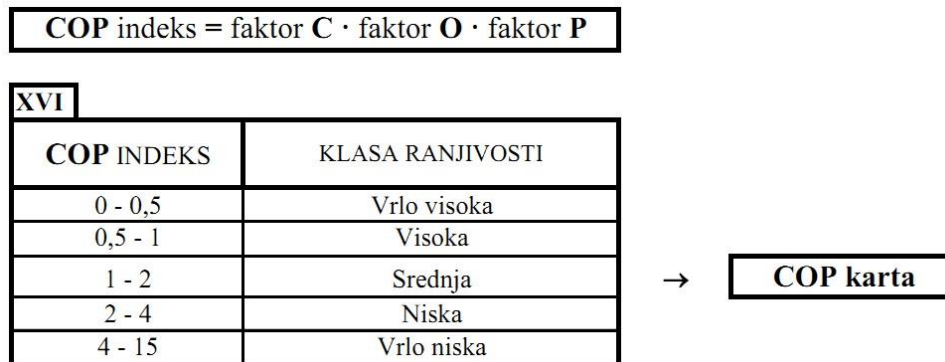 COP indeks = faktor C · faktor O · faktor P
XVI
COP INDEKS KLASA RANJIVOSTI
0 - 0,5 Vrlo visoka
0,5 - 1 Visoka
1 - 2 Srednja
2 - 4 Niska
4 - 15 Vrlo niska
→ COP karta